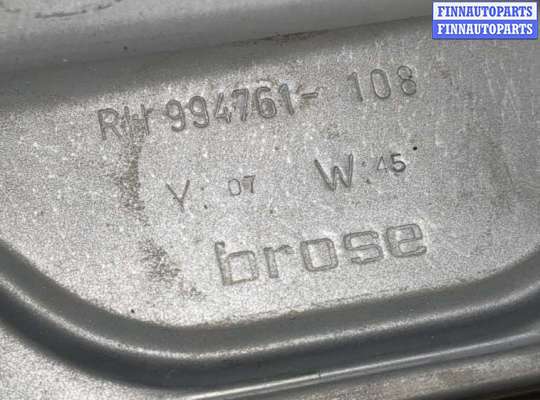 FINNAUTOPARTS
FINNAUTOPARTS
RH 994761- 108
Y: 07 W:45
brose